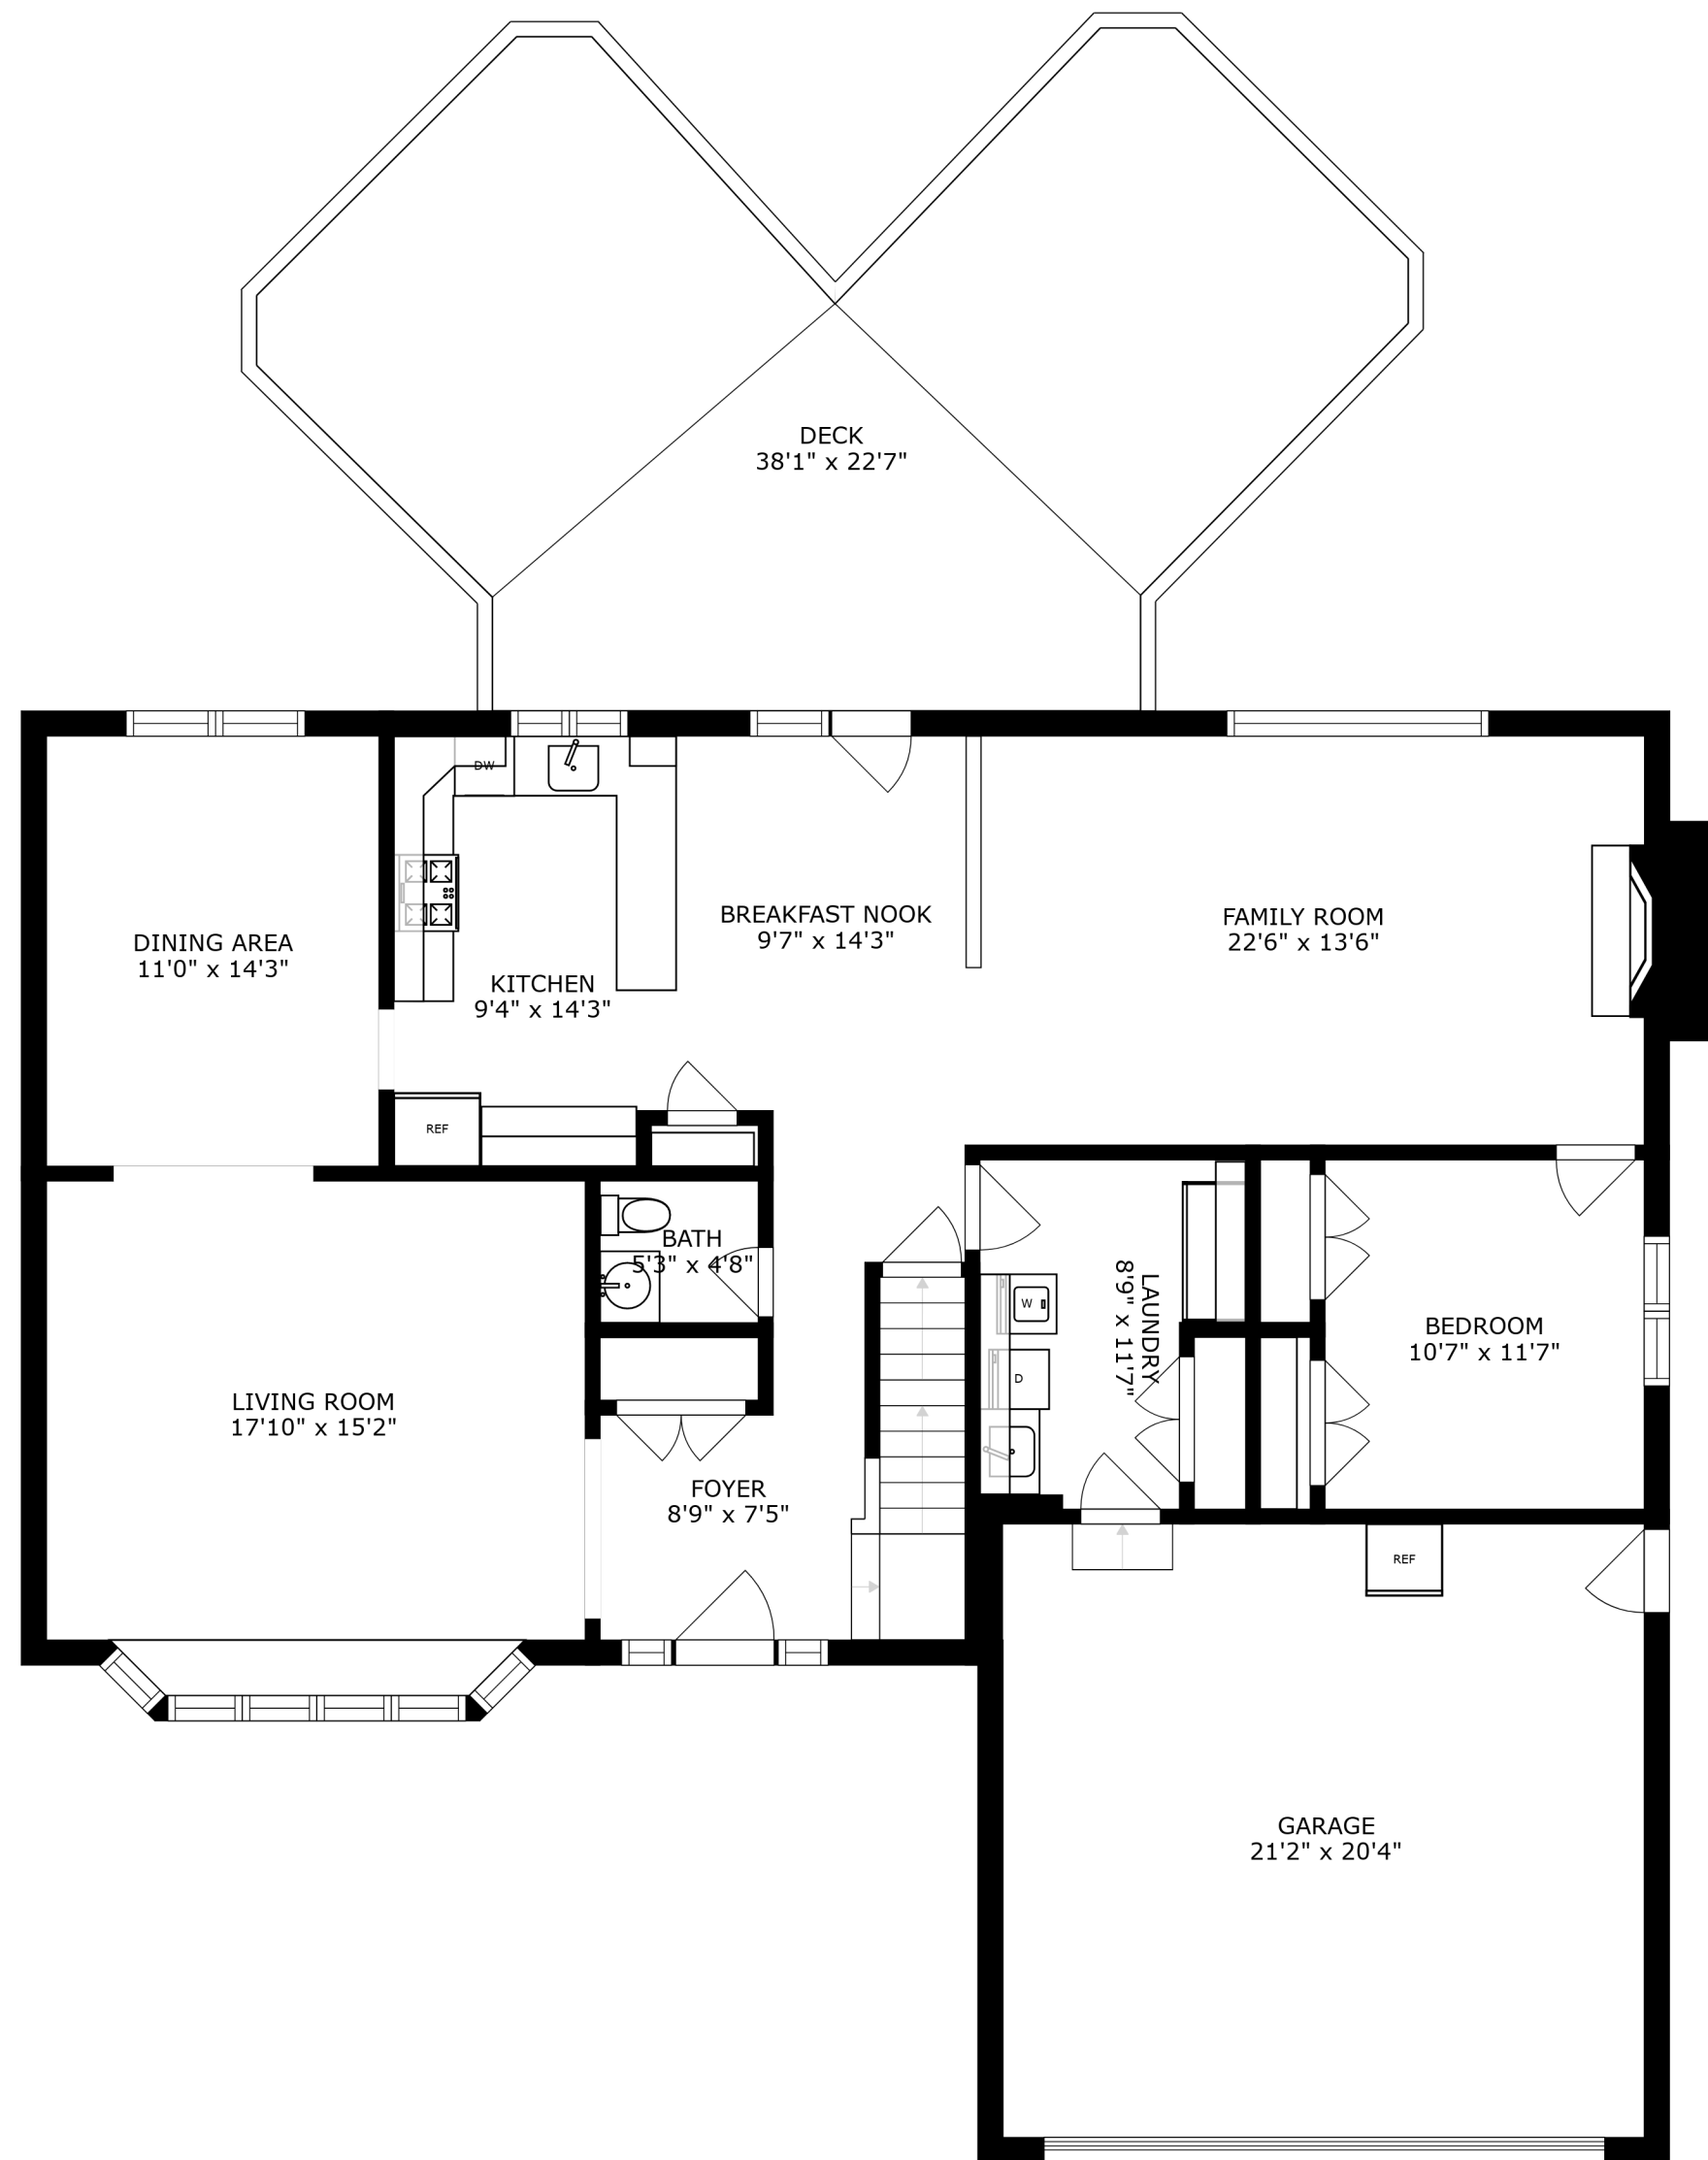 DECK
38'1" x 22'7"
DW
BREAKFAST NOOK
9'7" x 14'3"
FAMILY ROOM
22'6" x 13'6"
DINING AREA
11'0" x 14'3"
KITCHEN
9'4" x 14'3"
REF
BATH
5'3" x 4'8"
LAUNDRY
8'9" x 11'7"
W
D
BEDROOM
10'7" x 11'7"
LIVING ROOM
17'10" x 15'2"
FOYER
8'9" x 7'5"
REF
GARAGE
21'2" x 20'4"